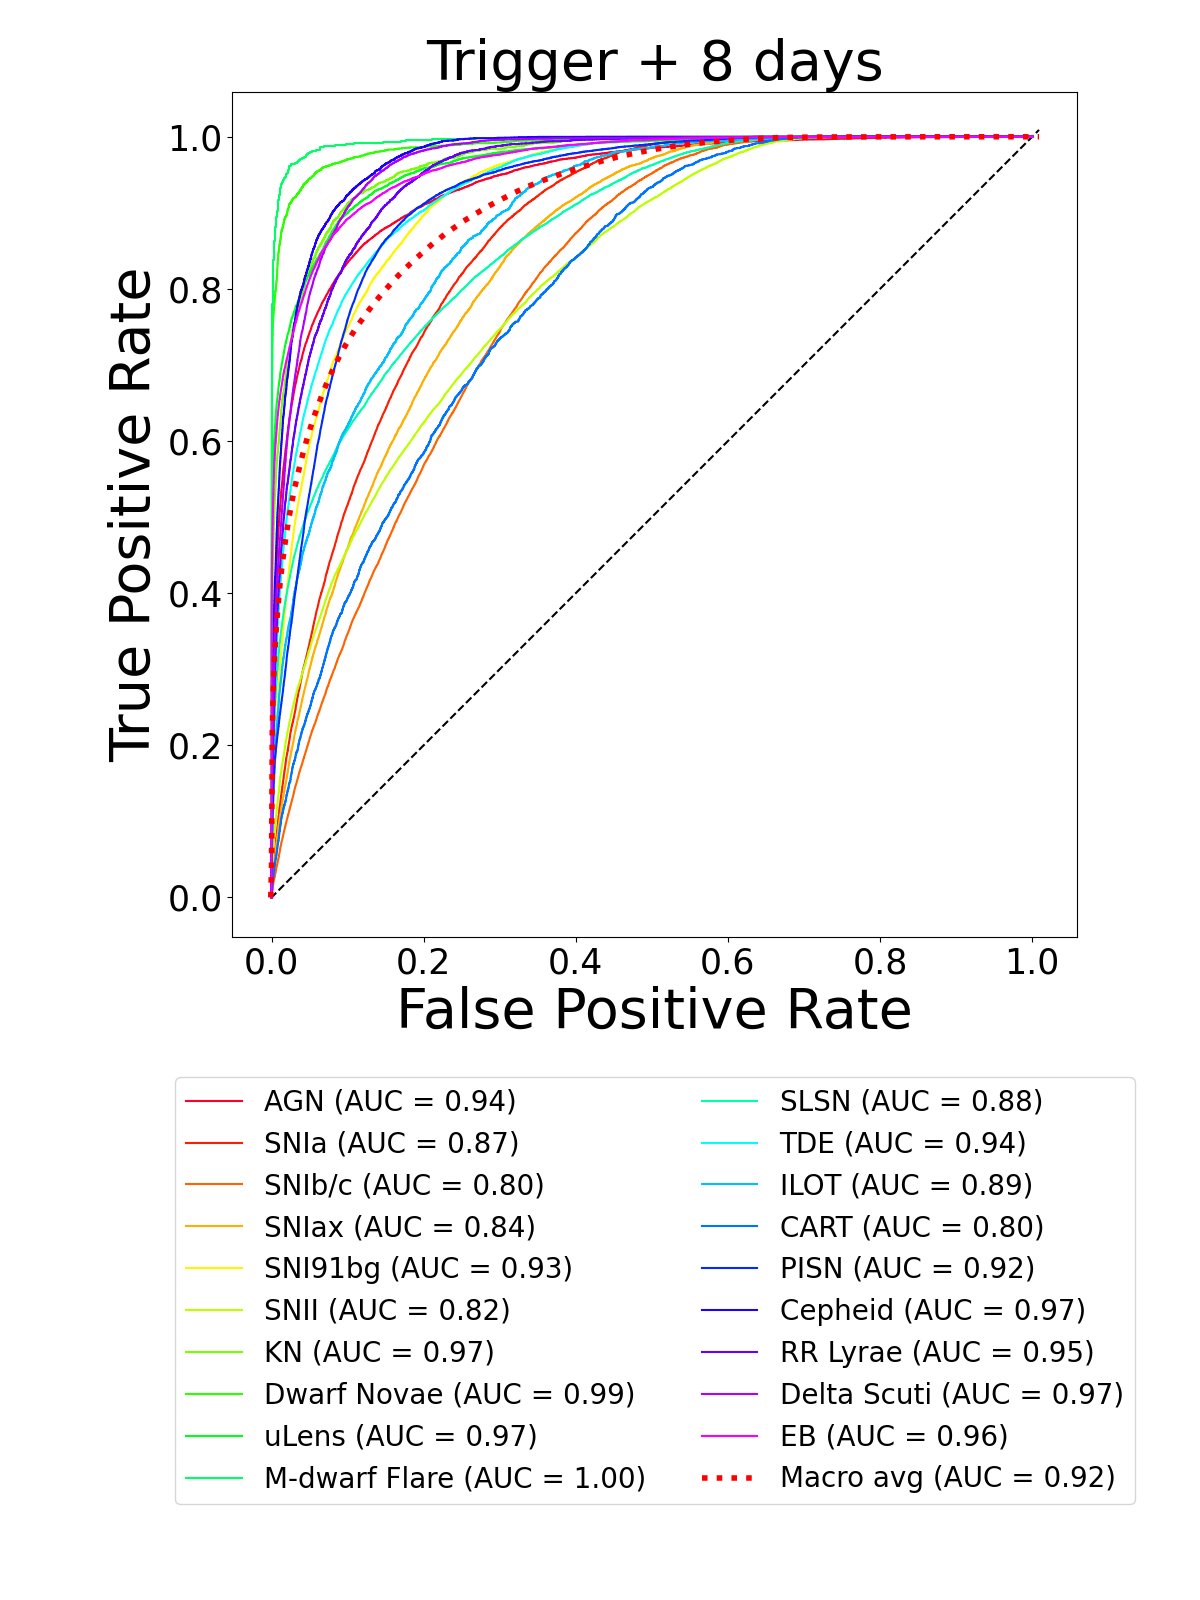 Trigger + 8 days
True Positive Rate
1.0
0.8
0.6
0.4
0.2
0.0
0.0 0.2 0.4 0.6 0.8 1.0
False Positive Rate
AGN (AUC = 0.94)
SNIa (AUC = 0.87)
SNIb/c (AUC = 0.80)
SNIax (AUC = 0.84)
SNI91bg (AUC = 0.93)
SNII (AUC = 0.82)
KN (AUC = 0.97)
Dwarf Novae (AUC = 0.99)
uLens (AUC = 0.97)
M-dwarf Flare (AUC = 1.00)
SLSN (AUC = 0.88)
TDE (AUC = 0.94)
ILOT (AUC = 0.89)
CART (AUC = 0.80)
PISN (AUC = 0.92)
Cepheid (AUC = 0.97)
RR Lyrae (AUC = 0.95)
Delta Scuti (AUC = 0.97)
EB (AUC = 0.96)
Macro avg (AUC = 0.92)